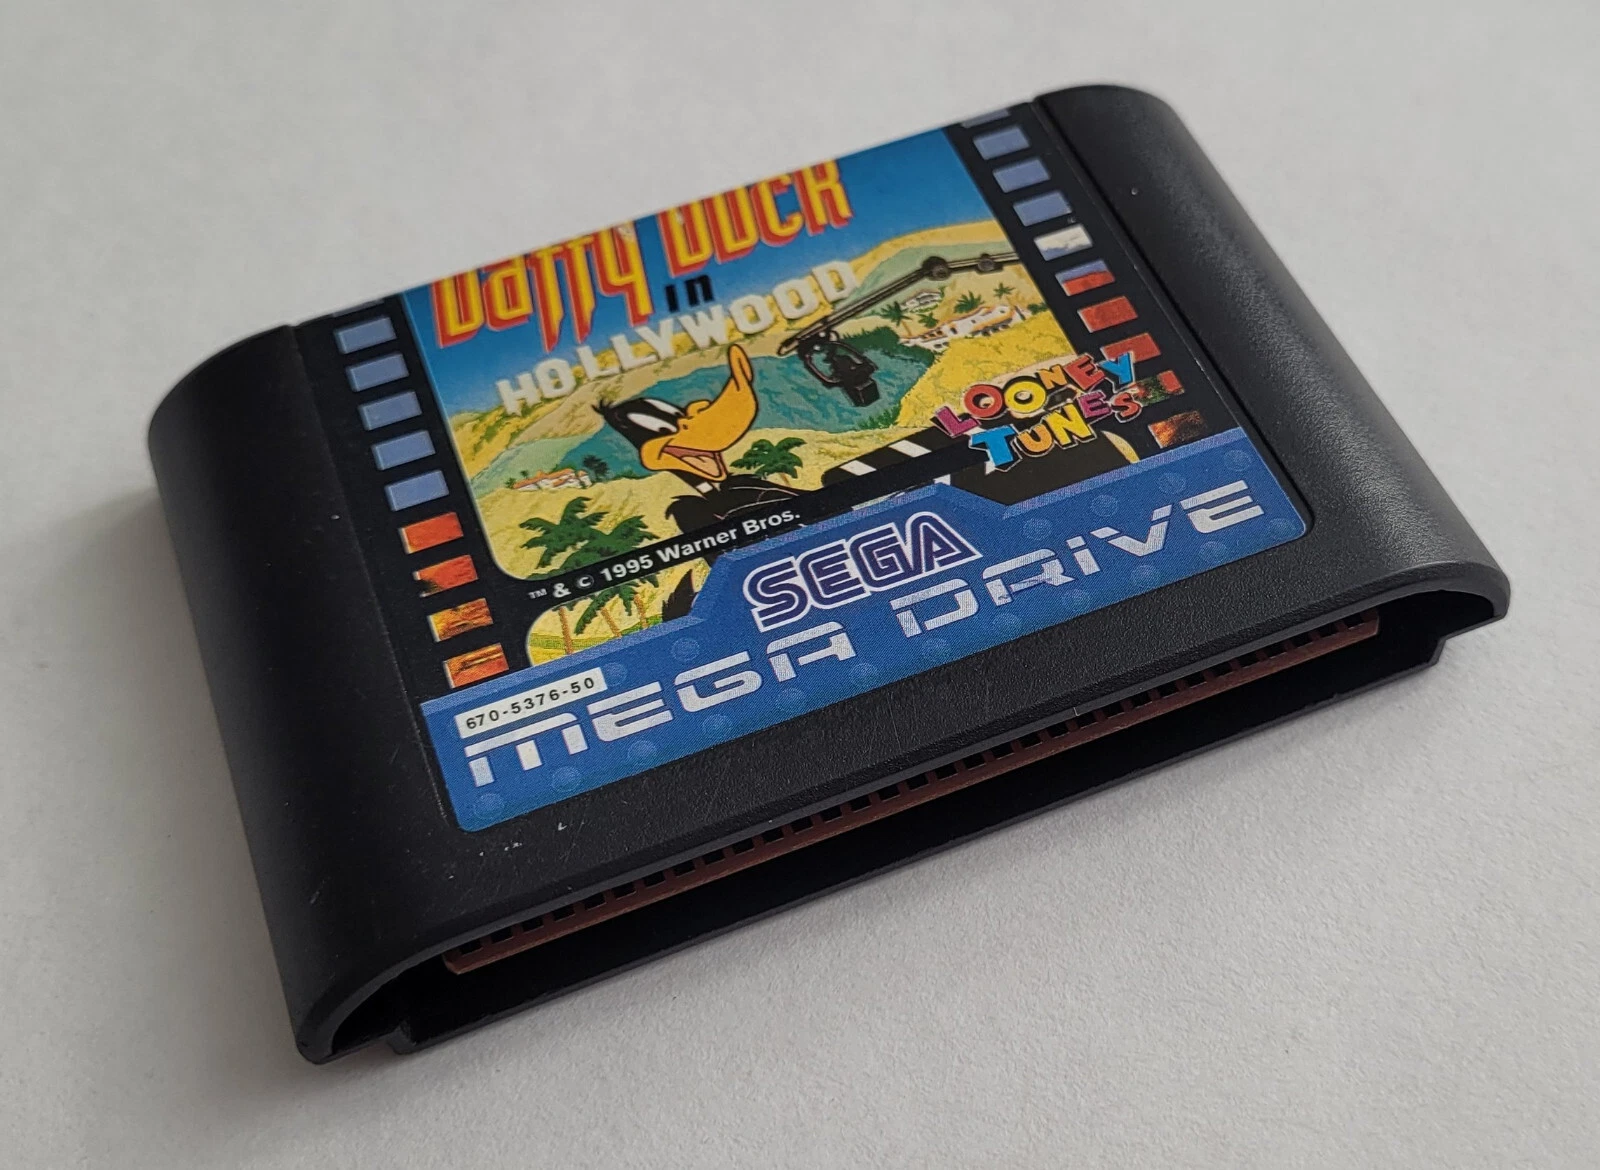 Daffy Duck
in
HOLLYWOOD
LOONEY
TUNES
™ & © 1995 Warner Bros.
SEGA
670-5376-50
MEGA DRIVE